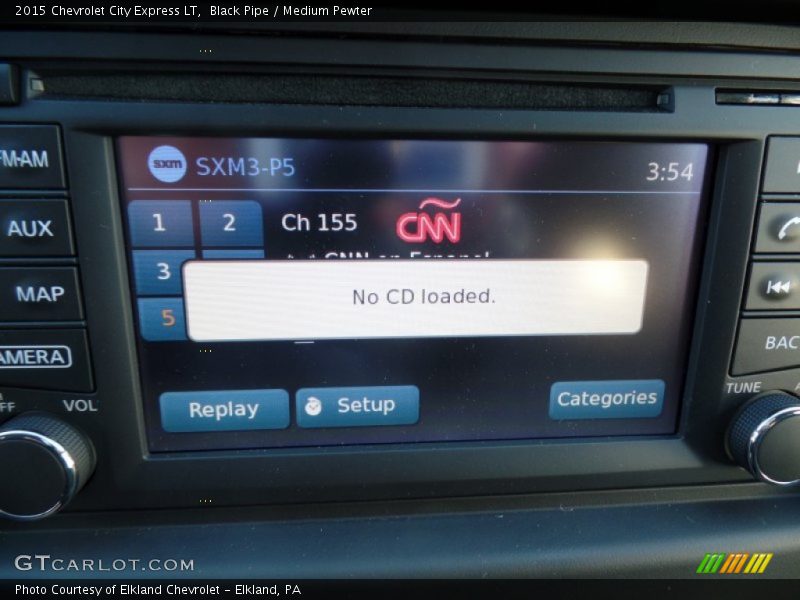 2015 Chevrolet City Express LT, Black Pipe / Medium Pewter
FM•AM
AUX
MAP
CAMERA
VOL
sxm SXM3-P5
3:54
1 2 Ch 155 CNÑ
3
5
No CD loaded.
Replay Setup Categories
BAC
TUNE
GTCARLOT.COM
Photo Courtesy of Elkland Chevrolet - Elkland, PA